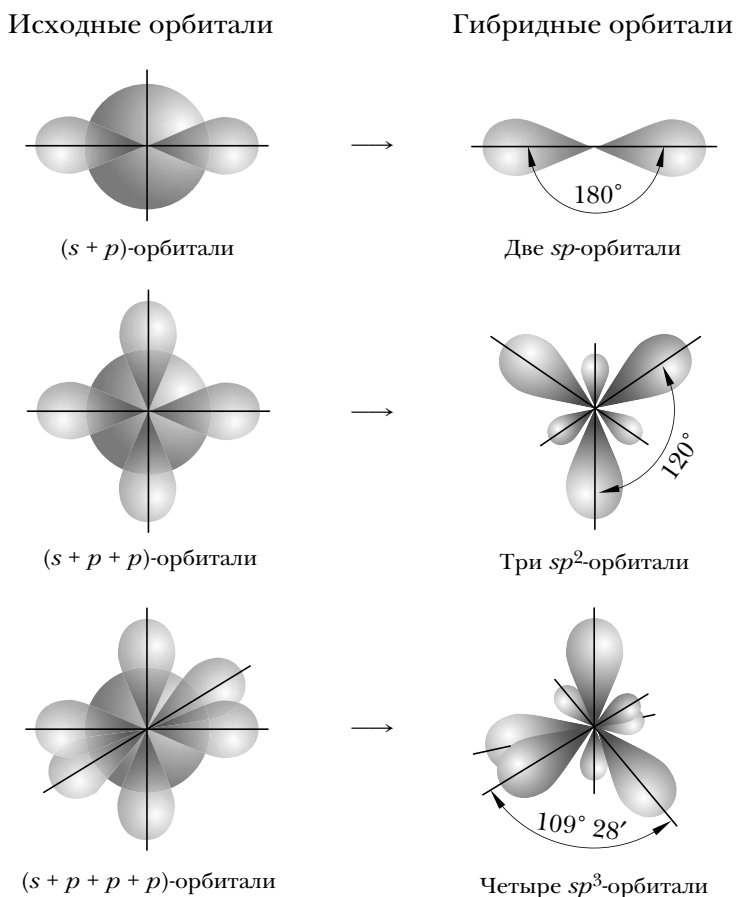 Исходные орбитали
Гибридные орбитали
180°
(s + p)-орбитали
Две sp-орбитали
120°
(s + p + p)-орбитали
Три sp²-орбитали
109° 28′
(s + p + p + p)-орбитали
Четыре sp³-орбитали